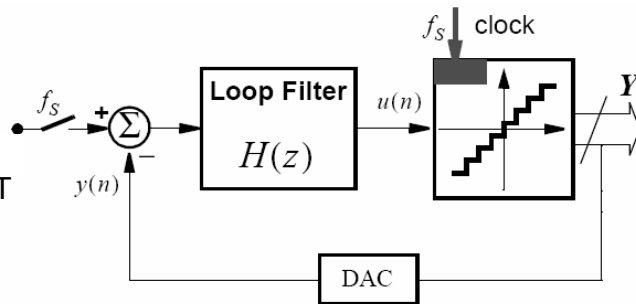 f_S clock
f_S
+
Σ
−
Loop Filter
H(z)
u(n)
Y
T
y(n)
DAC